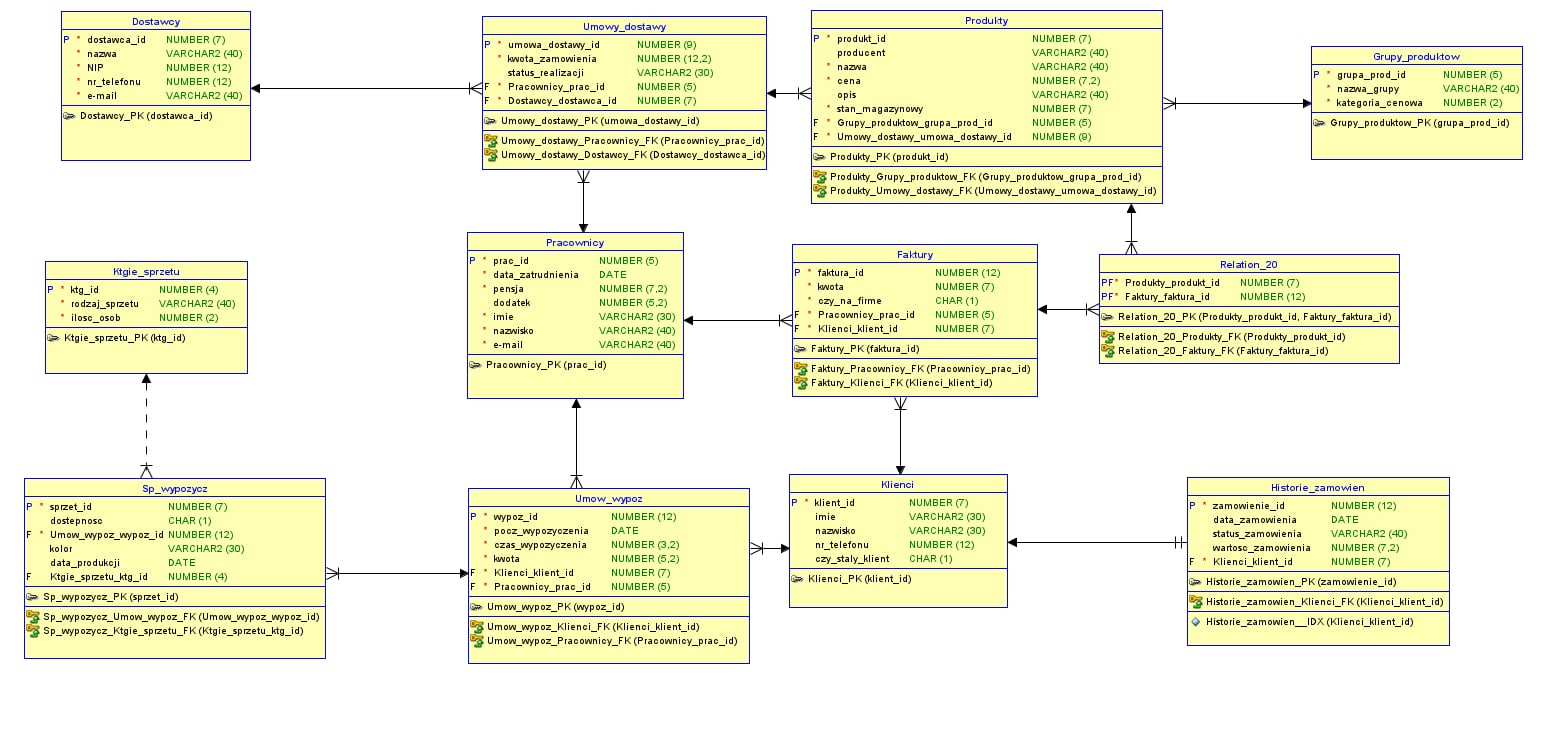 Dostawcy
P * dostawca_id NUMBER (7)
* nazwa VARCHAR2 (40)
* NIP NUMBER (12)
* nr_telefonu NUMBER (12)
* e-mail VARCHAR2 (40)
Dostawcy_PK (dostawca_id)
Umowy_dostawy
P * umowa_dostawy_id NUMBER (9)
* kwota_zamowienia NUMBER (12,2)
status_realizacji VARCHAR2 (30)
F * Pracownicy_prac_id NUMBER (5)
F * Dostawcy_dostawca_id NUMBER (7)
Umowy_dostawy_PK (umowa_dostawy_id)
Umowy_dostawy_Pracownicy_FK (Pracownicy_prac_id)
Umowy_dostawy_Dostawcy_FK (Dostawcy_dostawca_id)
Produkty
P * produkt_id NUMBER (7)
producent VARCHAR2 (40)
* nazwa VARCHAR2 (40)
* cena NUMBER (7,2)
opis VARCHAR2 (40)
* stan_magazynowy NUMBER (7)
F * Grupy_produktow_grupa_prod_id NUMBER (5)
F * Umowy_dostawy_umowa_dostawy_id NUMBER (9)
Produkty_PK (produkt_id)
Produkty_Grupy_produktow_FK (Grupy_produktow_grupa_prod_id)
Produkty_Umowy_dostawy_FK (Umowy_dostawy_umowa_dostawy_id)
Grupy_produktow
P * grupa_prod_id NUMBER (5)
* nazwa_grupy VARCHAR2 (40)
* kategoria_cenowa NUMBER (2)
Grupy_produktow_PK (grupa_prod_id)
Ktgie_sprzetu
P * ktg_id NUMBER (4)
* rodzaj_sprzetu VARCHAR2 (40)
* ilosc_osob NUMBER (2)
Ktgie_sprzetu_PK (ktg_id)
Pracownicy
P * prac_id NUMBER (5)
* data_zatrudnienia DATE
* pensja NUMBER (7,2)
dodatek NUMBER (5,2)
* imie VARCHAR2 (30)
* nazwisko VARCHAR2 (40)
* e-mail VARCHAR2 (40)
Pracownicy_PK (prac_id)
Faktury
P * faktura_id NUMBER (12)
* kwota NUMBER (7)
* czy_na_firme CHAR (1)
F * Pracownicy_prac_id NUMBER (5)
F * Klienci_klient_id NUMBER (7)
Faktury_PK (faktura_id)
Faktury_Pracownicy_FK (Pracownicy_prac_id)
Faktury_Klienci_FK (Klienci_klient_id)
Relation_20
PF* Produkty_produkt_id NUMBER (7)
PF* Faktury_faktura_id NUMBER (12)
Relation_20_PK (Produkty_produkt_id, Faktury_faktura_id)
Relation_20_Produkty_FK (Produkty_produkt_id)
Relation_20_Faktury_FK (Faktury_faktura_id)
Sp_wypozycz
P * sprzet_id NUMBER (7)
dostepnosc CHAR (1)
F * Umow_wypoz_wypoz_id NUMBER (12)
kolor VARCHAR2 (30)
data_produkcji DATE
F Ktgie_sprzetu_ktg_id NUMBER (4)
Sp_wypozycz_PK (sprzet_id)
Sp_wypozycz_Umow_wypoz_FK (Umow_wypoz_wypoz_id)
Sp_wypozycz_Ktgie_sprzetu_FK (Ktgie_sprzetu_ktg_id)
Umow_wypoz
P * wypoz_id NUMBER (12)
* pocz_wypozyczenia DATE
* czas_wypozyczenia NUMBER (3,2)
* kwota NUMBER (5,2)
F * Klienci_klient_id NUMBER (7)
F * Pracownicy_prac_id NUMBER (5)
Umow_wypoz_PK (wypoz_id)
Umow_wypoz_Klienci_FK (Klienci_klient_id)
Umow_wypoz_Pracownicy_FK (Pracownicy_prac_id)
Klienci
P * klient_id NUMBER (7)
imie VARCHAR2 (30)
nazwisko VARCHAR2 (30)
nr_telefonu NUMBER (12)
czy_staly_klient CHAR (1)
Klienci_PK (klient_id)
Historie_zamowien
P * zamowienie_id NUMBER (12)
data_zamowienia DATE
status_zamowienia VARCHAR2 (40)
wartosc_zamowienia NUMBER (7,2)
F * Klienci_klient_id NUMBER (7)
Historie_zamowien_PK (zamowienie_id)
Historie_zamowien_Klienci_FK (Klienci_klient_id)
Historie_zamowien__IDX (Klienci_klient_id)